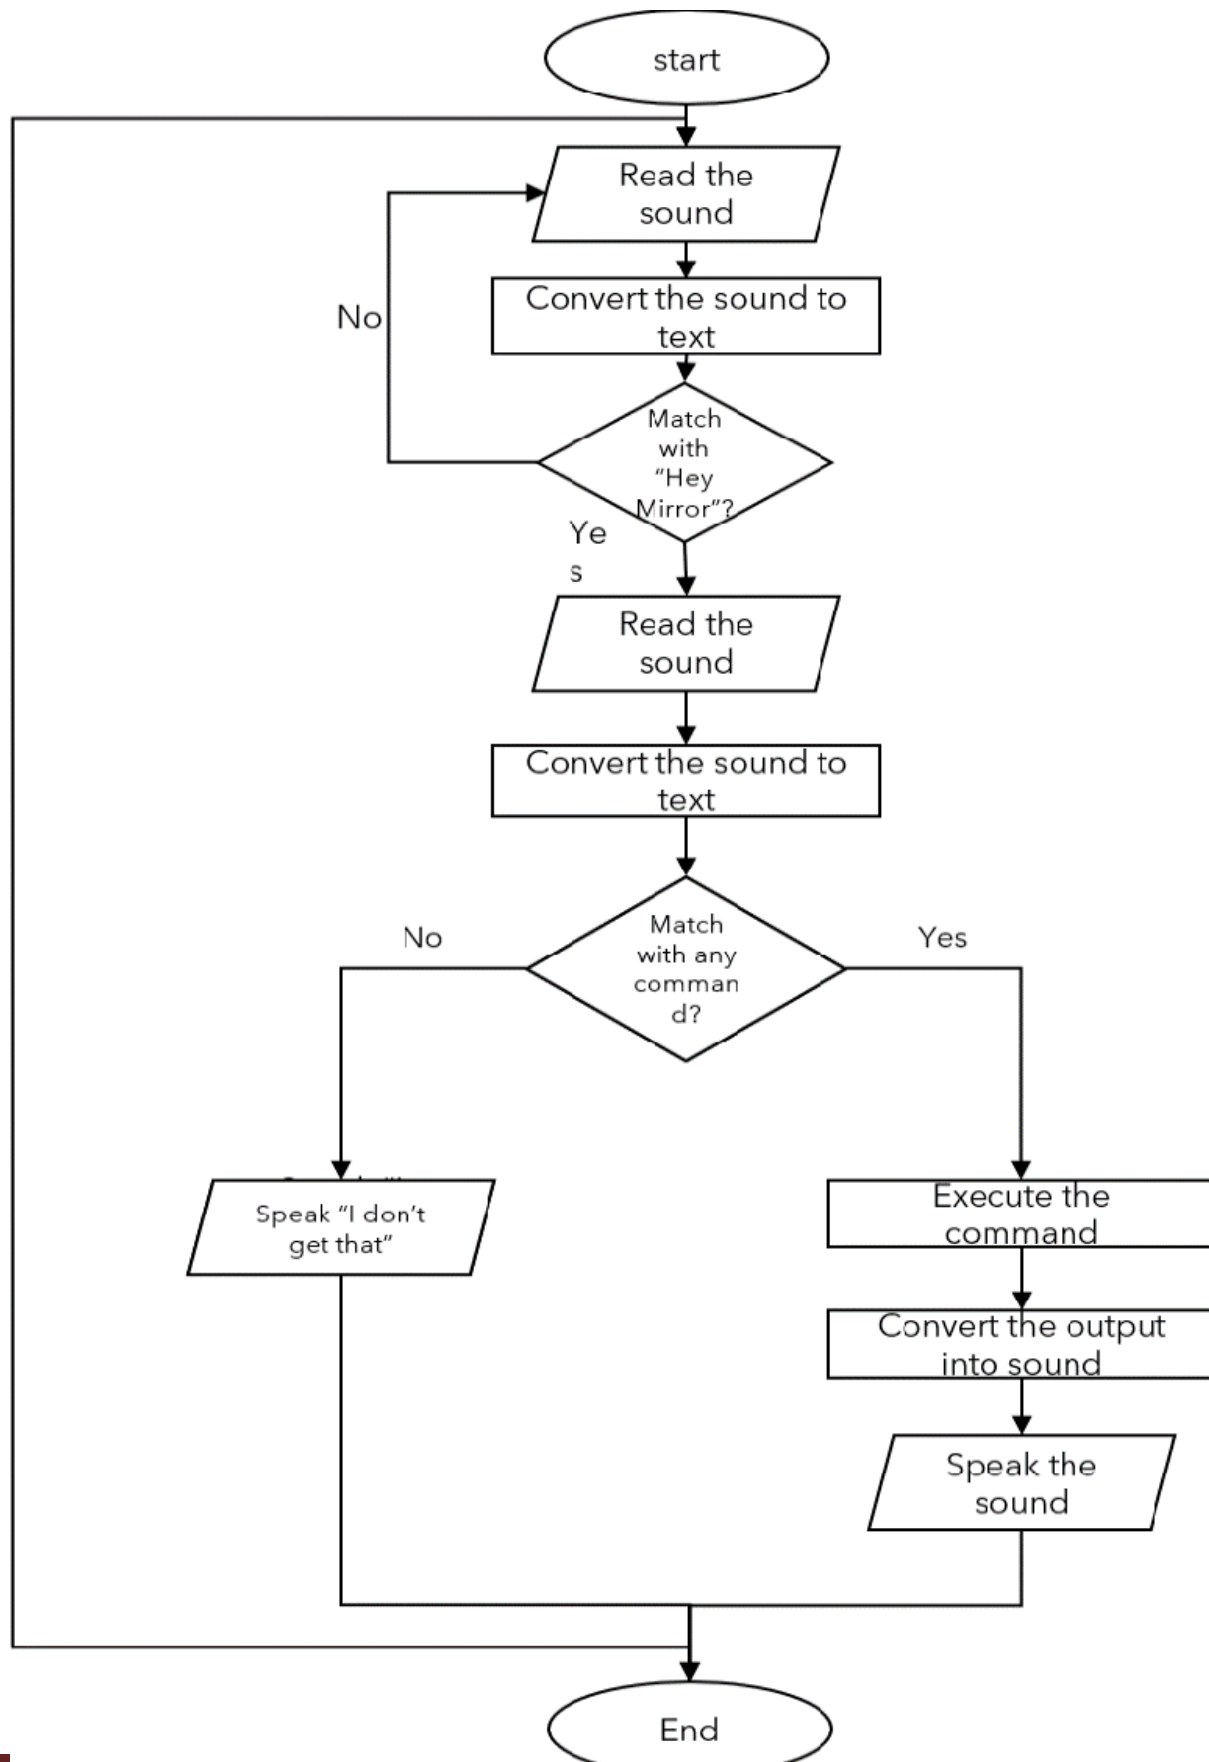 start
Read the
sound
Convert the sound to
text
No
Match
with
“Hey
Mirror”?
Ye
s
Read the
sound
Convert the sound to
text
Match
with any
comman
d?
No
Yes
Speak “I don’t
get that”
Execute the
command
Convert the output
into sound
Speak the
sound
End